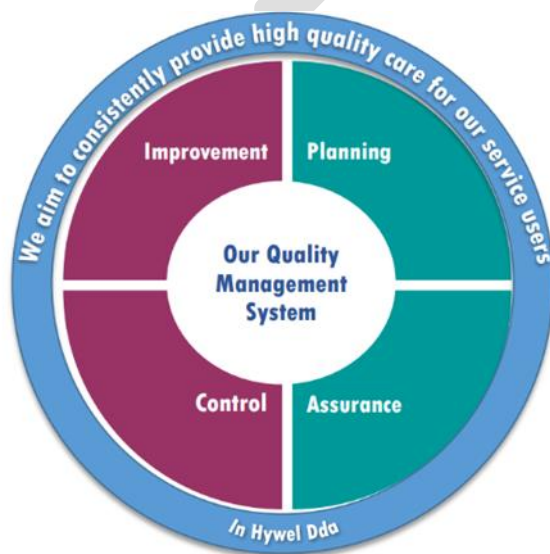 We aim to consistently provide high quality care for our service users
Improvement
Planning
Our Quality
Management
System
Control
Assurance
In Hywel Dda